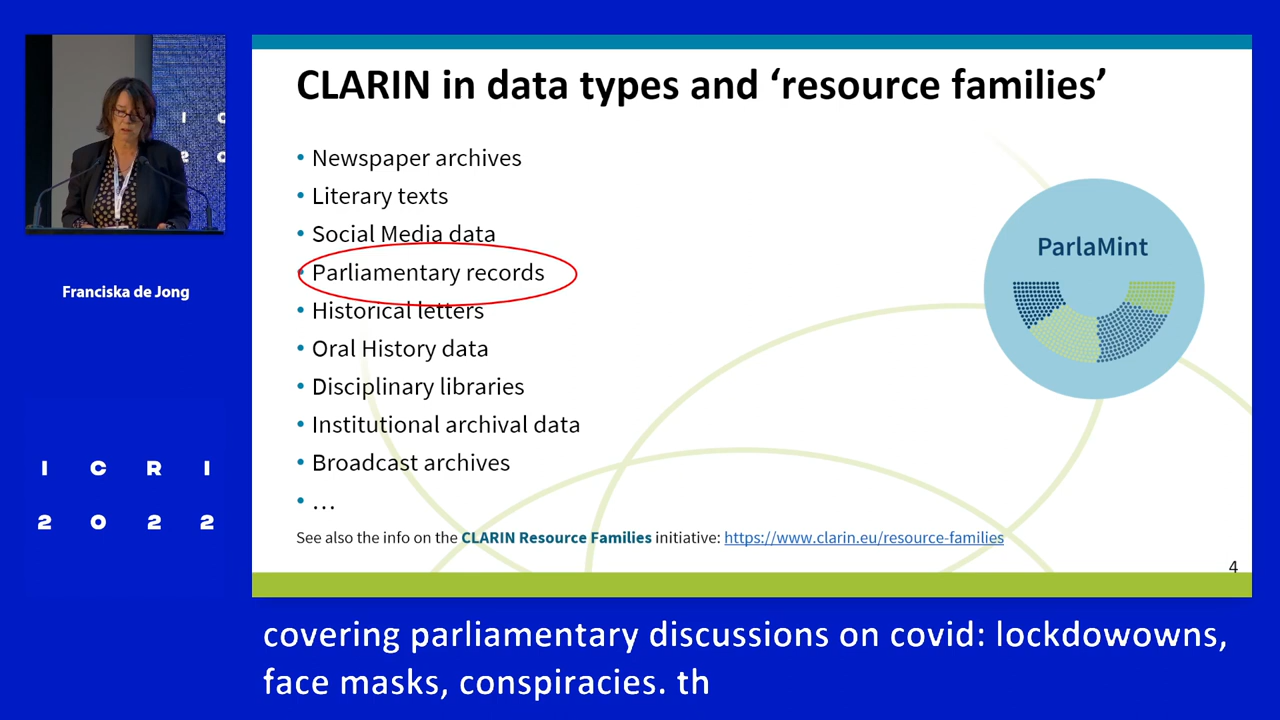 CLARIN in data types and ‘resource families’
• Newspaper archives
• Literary texts
• Social Media data
• Parliamentary records
• Historical letters
• Oral History data
• Disciplinary libraries
• Institutional archival data
• Broadcast archives
• …
See also the info on the CLARIN Resource Families initiative: https://www.clarin.eu/resource-families
4
ParlaMint
I C
2 0
Franciska de Jong
I C R I
2 0 2 2
covering parliamentary discussions on covid: lockdowowns,
face masks, conspiracies. th